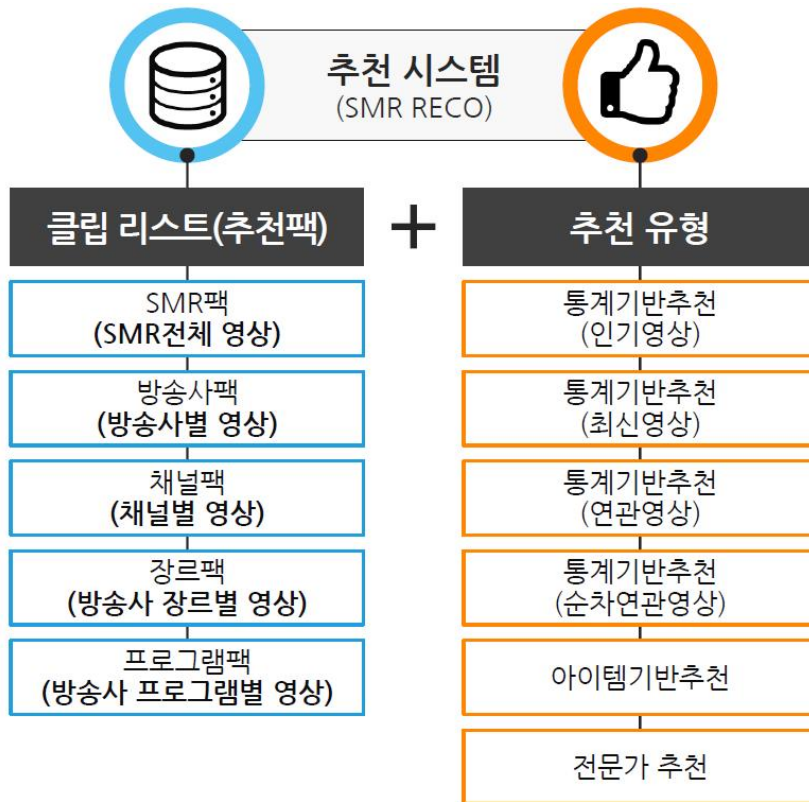 추천 시스템
(SMR RECO)
클립 리스트(추천팩)
SMR팩
(SMR전체 영상)
방송사팩
(방송사별 영상)
채널팩
(채널별 영상)
장르팩
(방송사 장르별 영상)
프로그램팩
(방송사 프로그램별 영상)
+
추천 유형
통계기반추천
(인기영상)
통계기반추천
(최신영상)
통계기반추천
(연관영상)
통계기반추천
(순차연관영상)
아이템기반추천
전문가 추천